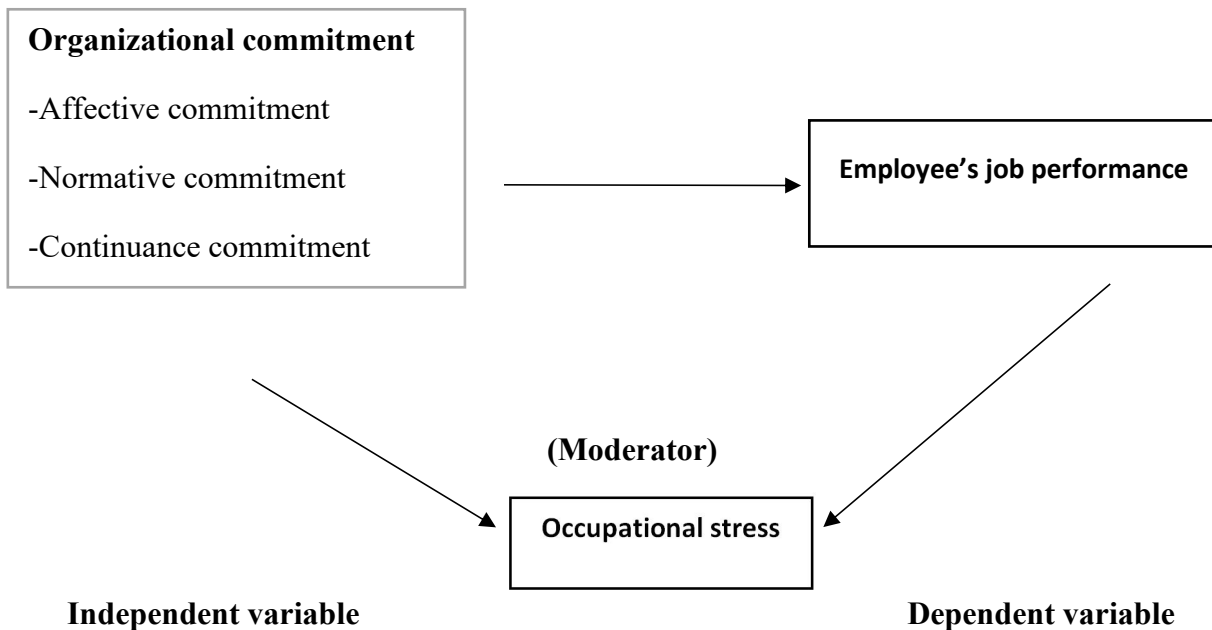 Organizational commitment
-Affective commitment
-Normative commitment
-Continuance commitment
Employee’s job performance
(Moderator)
Occupational stress
Independent variable
Dependent variable